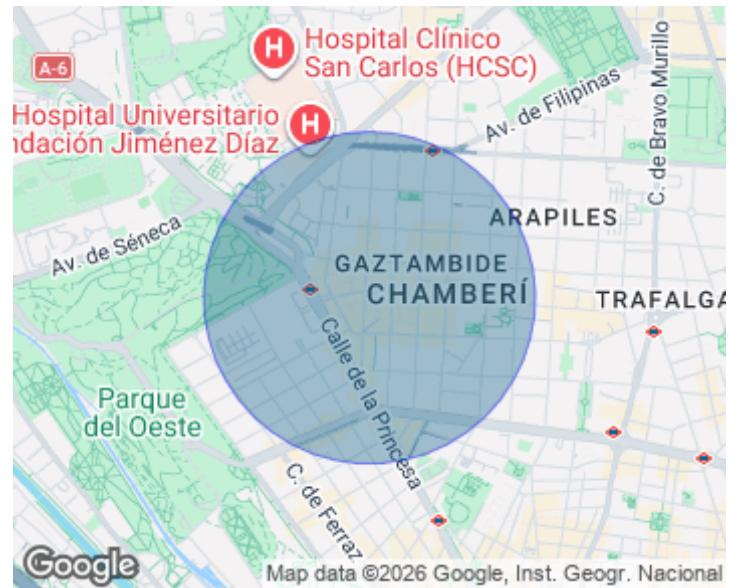 Hospital Clínico
San Carlos (HCSC)
A-6
Hospital Universitario
ndación Jiménez Díaz
Av. de Filipinas
C. de Bravo Murillo
Av. de Séneca
ARAPILES
GAZTAMBIDE
CHAMBERÍ
TRAFALGA
Calle de la Princesa
Parque
del Oeste
C. de Ferraz
Google
Map data ©2026 Google, Inst. Geogr. Nacional